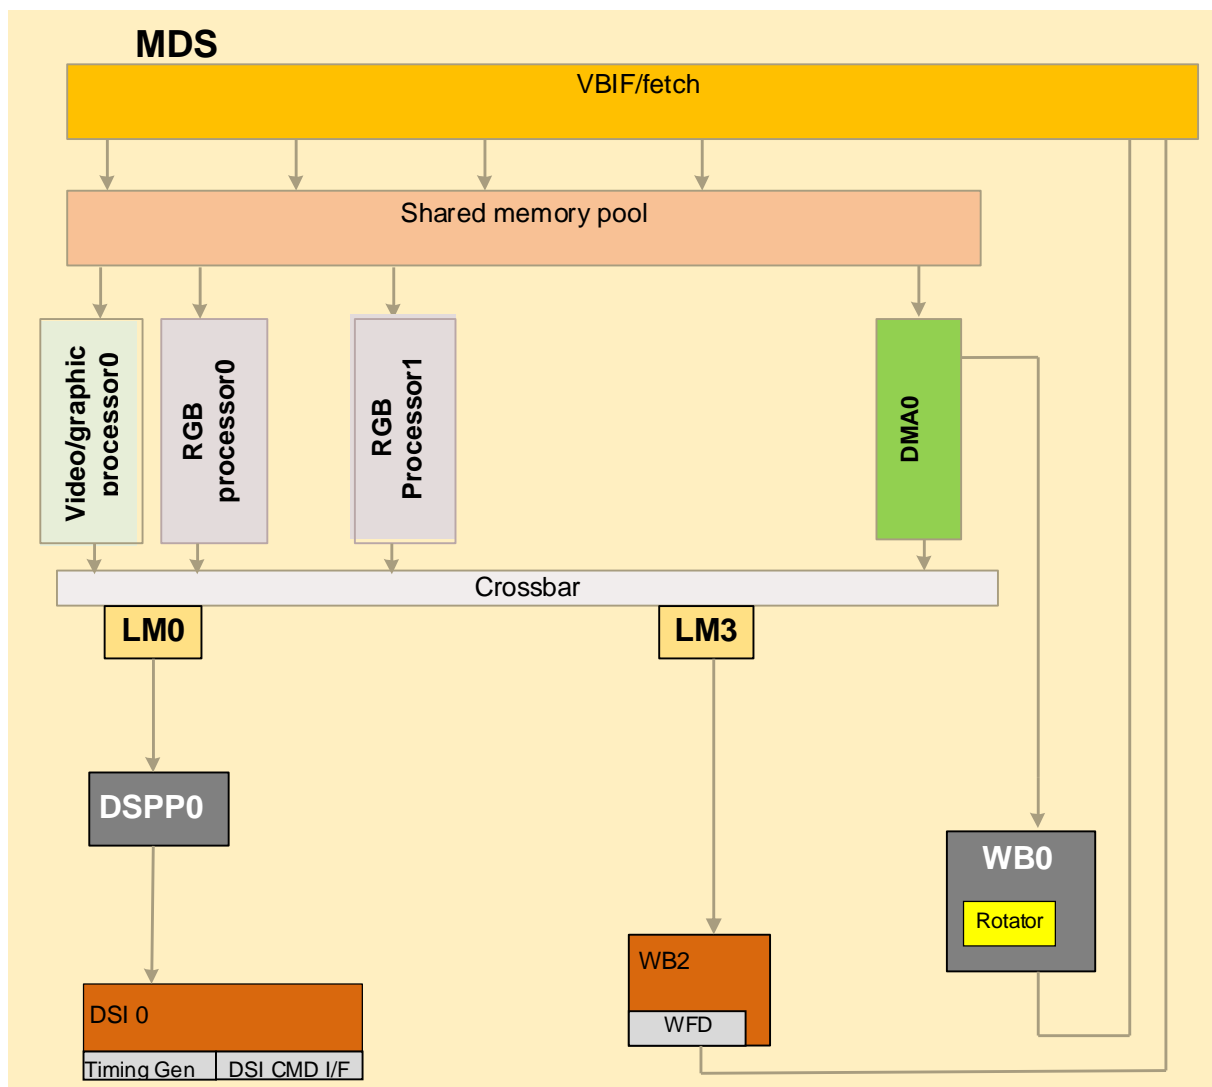 MDS
VBIF/fetch
Shared memory pool
Video/graphic
processor0
RGB
processor0
RGB
Processor1
DMA0
Crossbar
LM0
LM3
DSPP0
WB0
Rotator
WB2
WFD
DSI 0
Timing Gen
DSI CMD I/F